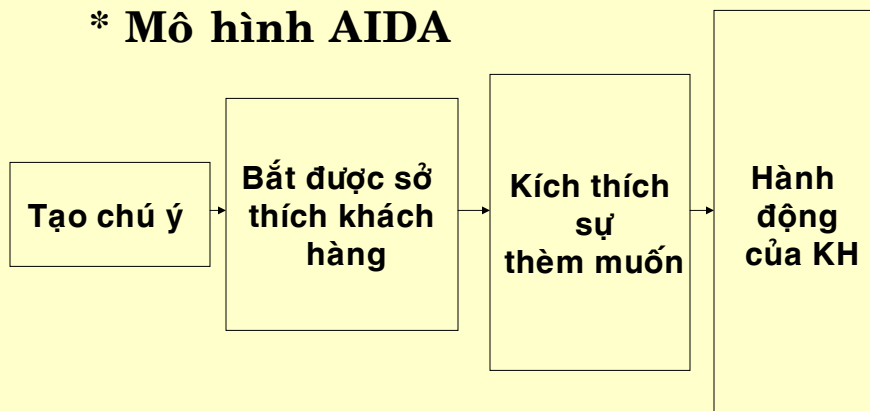 * Mô hình AIDA
Tạo chú ý
Bắt được sở
thích khách
hàng
Kích thích
sự
thèm muốn
Hành
động
của KH